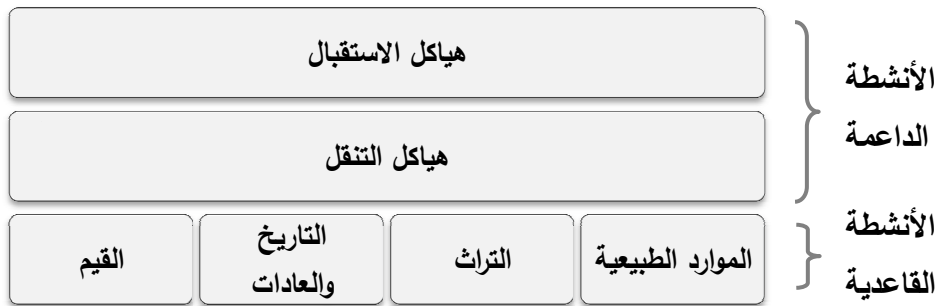 هياكل الاستقبال
هياكل التنقل
الأنشطة
الداعمة
الموارد الطبيعية
التراث
التاريخ
والعادات
القيم
الأنشطة
القاعدية